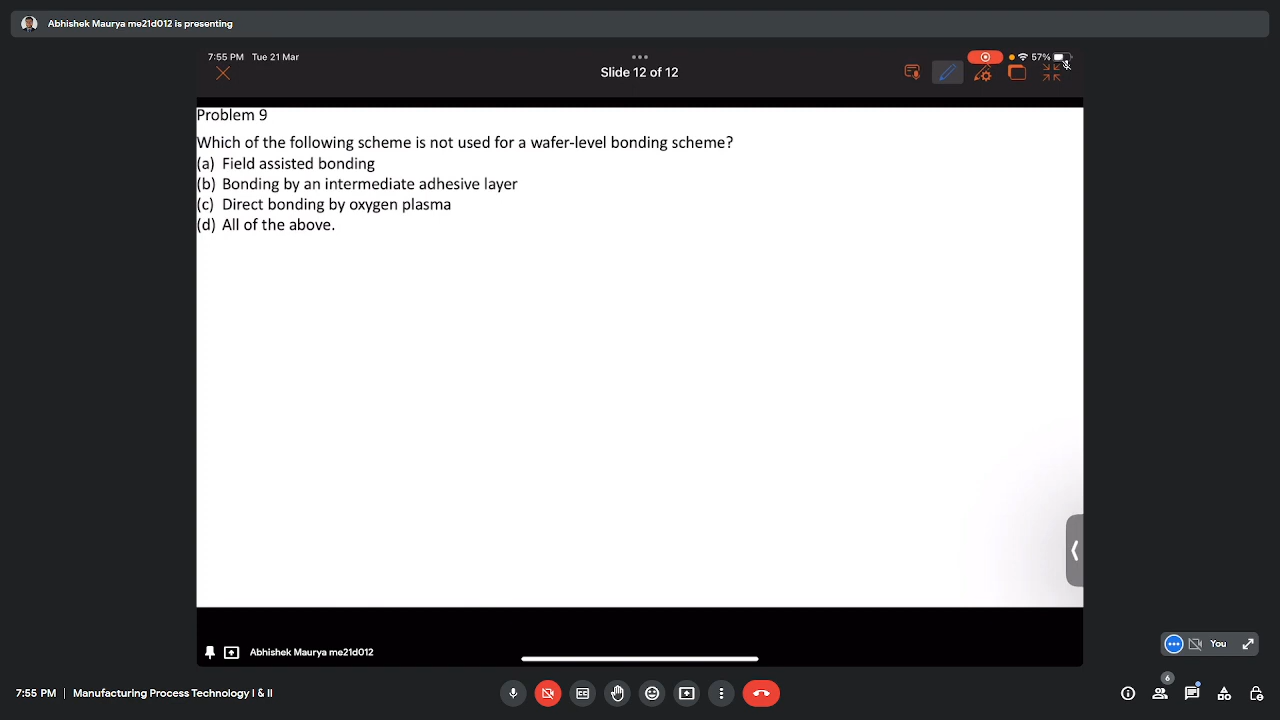 Abhishek Maurya me21d012 is presenting
7:55 PM Tue 21 Mar
57%
Slide 12 of 12
Problem 9
Which of the following scheme is not used for a wafer-level bonding scheme?
(a) Field assisted bonding
(b) Bonding by an intermediate adhesive layer
(c) Direct bonding by oxygen plasma
(d) All of the above.
You
Abhishek Maurya me21d012
7:55 PM | Manufacturing Process Technology I & II
6